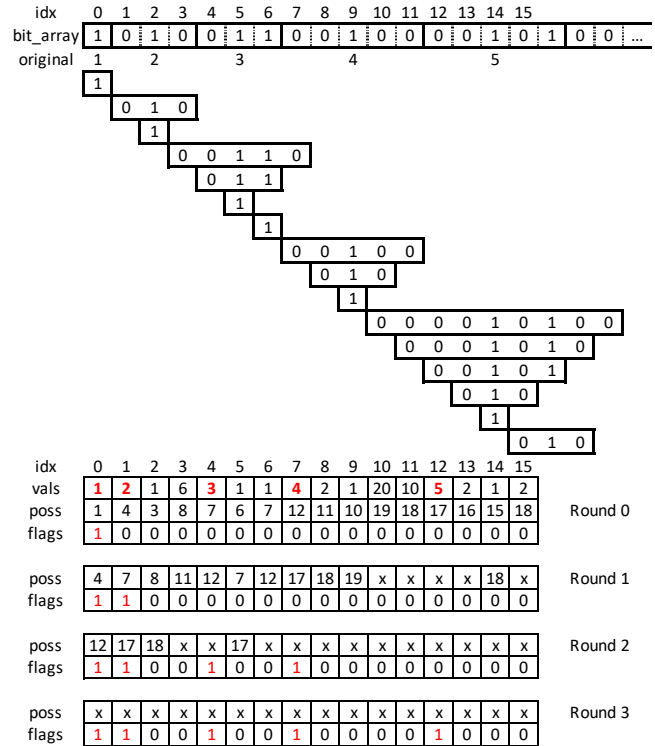 idx 0 1 2 3 4 5 6 7 8 9 10 11 12 13 14 15
bit_array 1 0 1 0 0 1 1 0 0 1 0 0 0 0 1 0 1 0 0 ...
original 1 2 3 4 5
1
0 1 0
1
0 0 1 1 0
0 1 1
1
1
0 0 1 0 0
0 1 0
1
0 0 0 0 1 0 1 0 0
0 0 0 1 0 1 0
0 0 1 0 1
0 1 0
1
0 1 0
idx 0 1 2 3 4 5 6 7 8 9 10 11 12 13 14 15
vals 1 2 1 6 3 1 1 4 2 1 20 10 5 2 1 2
poss 1 4 3 8 7 6 7 12 11 10 19 18 17 16 15 18 Round 0
flags 1 0 0 0 0 0 0 0 0 0 0 0 0 0 0 0
poss 4 7 8 11 12 7 12 17 18 19 x x x x 18 x Round 1
flags 1 1 0 0 0 0 0 0 0 0 0 0 0 0 0 0
poss 12 17 18 x x 17 x x x x x x x x x x Round 2
flags 1 1 0 0 1 0 0 1 0 0 0 0 0 0 0 0
poss x x x x x x x x x x x x x x x x Round 3
flags 1 1 0 0 1 0 0 1 0 0 0 0 1 0 0 0